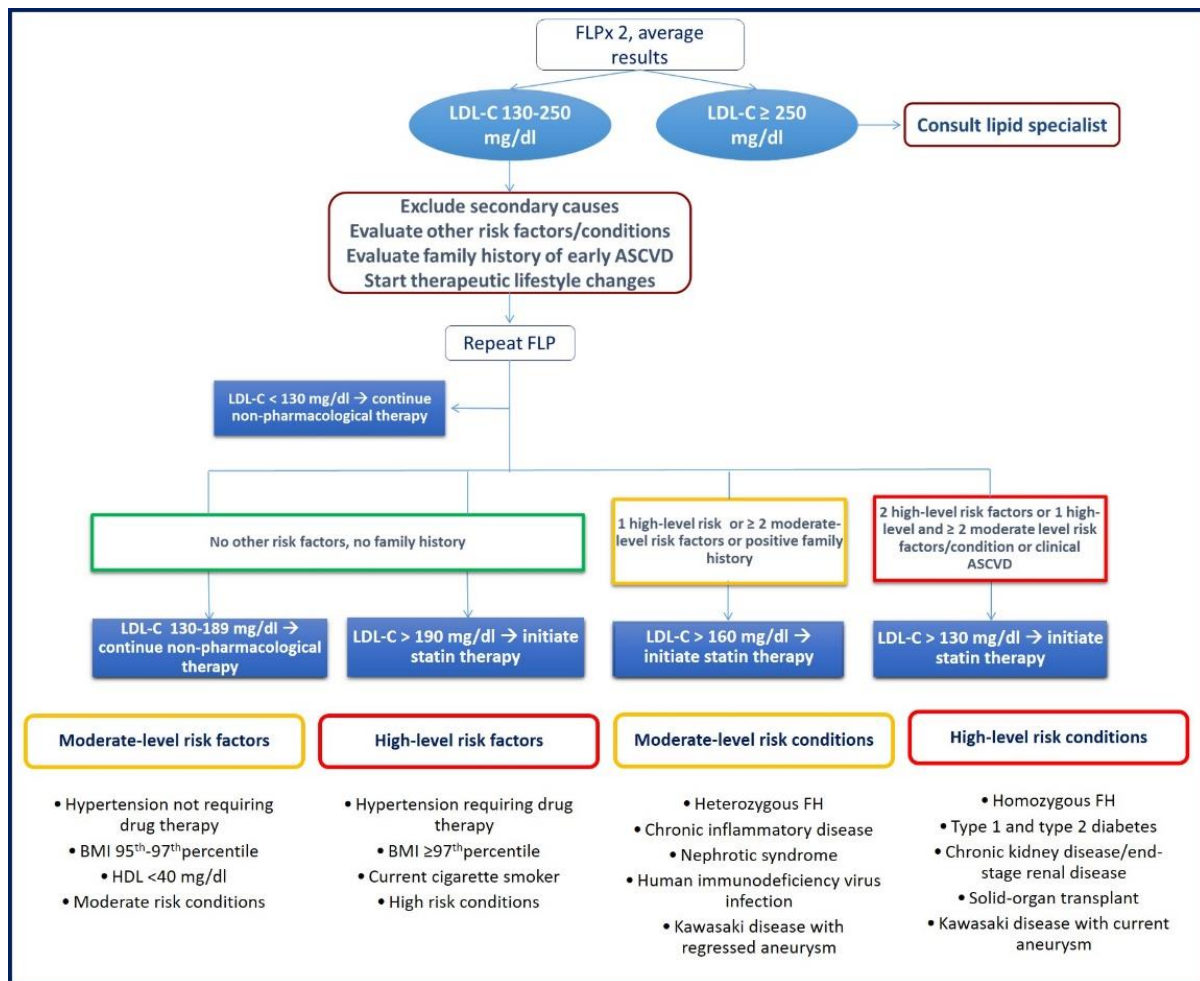 FLPx 2, average
results
LDL-C 130-250
mg/dl
LDL-C ≥ 250
mg/dl
Consult lipid specialist
Exclude secondary causes
Evaluate other risk factors/conditions
Evaluate family history of early ASCVD
Start therapeutic lifestyle changes
Repeat FLP
LDL-C < 130 mg/dl → continue
non-pharmacological therapy
No other risk factors, no family history
1 high-level risk or ≥ 2 moderate-
level risk factors or positive family
history
2 high-level risk factors or 1 high-
level and ≥ 2 moderate level risk
factors/condition or clinical
ASCVD
LDL-C 130-189 mg/dl →
continue non-pharmacological
therapy
LDL-C > 190 mg/dl → initiate
statin therapy
LDL-C > 160 mg/dl →
initiate statin therapy
LDL-C > 130 mg/dl → initiate
statin therapy
Moderate-level risk factors
• Hypertension not requiring
drug therapy
• BMI 95th-97th percentile
• HDL <40 mg/dl
• Moderate risk conditions
High-level risk factors
• Hypertension requiring drug
therapy
• BMI ≥97th percentile
• Current cigarette smoker
• High risk conditions
Moderate-level risk conditions
• Heterozygous FH
• Chronic inflammatory disease
• Nephrotic syndrome
• Human immunodeficiency virus
infection
• Kawasaki disease with
regressed aneurysm
High-level risk conditions
• Homozygous FH
• Type 1 and type 2 diabetes
• Chronic kidney disease/end-
stage renal disease
• Solid-organ transplant
• Kawasaki disease with current
aneurysm